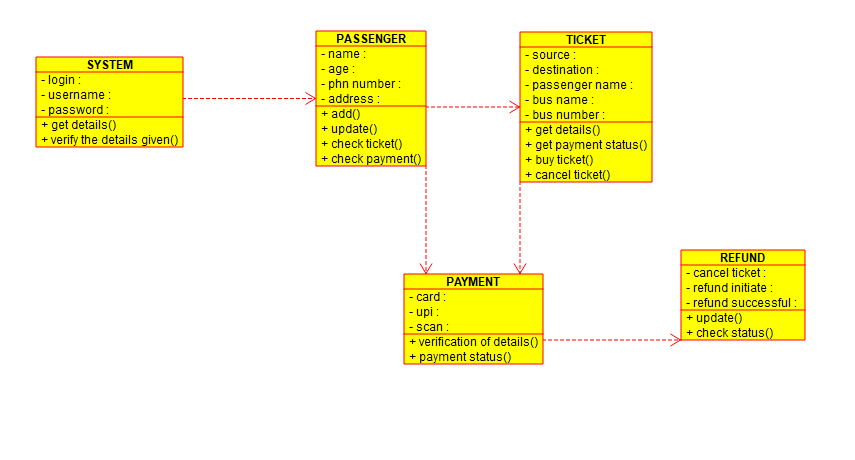 SYSTEM
- login :
- username :
- password :
+ get details()
+ verify the details given()
PASSENGER
- name :
- age :
- phn number :
- address :
+ add()
+ update()
+ check ticket()
+ check payment()
TICKET
- source :
- destination :
- passenger name :
- bus name :
- bus number :
+ get details()
+ get payment status()
+ buy ticket()
+ cancel ticket()
PAYMENT
- card :
- upi :
- scan :
+ verification of details()
+ payment status()
REFUND
- cancel ticket :
- refund initiate :
- refund successful :
+ update()
+ check status()